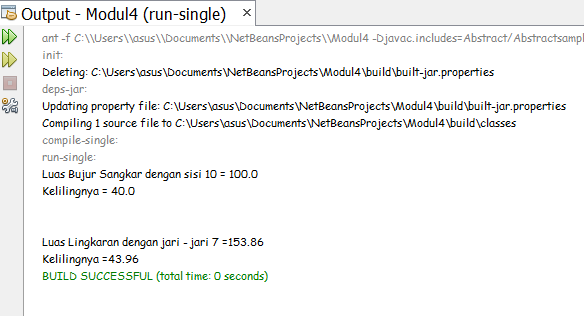 Output - Modul4 (run-single) ×
ant -f C:\\Users\\asus\\Documents\\NetBeansProjects\\Modul4 -Djavac.includes=Abstract/Abstractsampl
init:
Deleting: C:\Users\asus\Documents\NetBeansProjects\Modul4\build\built-jar.properties
deps-jar:
Updating property file: C:\Users\asus\Documents\NetBeansProjects\Modul4\build\built-jar.properties
Compiling 1 source file to C:\Users\asus\Documents\NetBeansProjects\Modul4\build\classes
compile-single:
run-single:
Luas Bujur Sangkar dengan sisi 10 = 100.0
Kelilingnya = 40.0
Luas Lingkaran dengan jari - jari 7 =153.86
Kelilingnya =43.96
BUILD SUCCESSFUL (total time: 0 seconds)